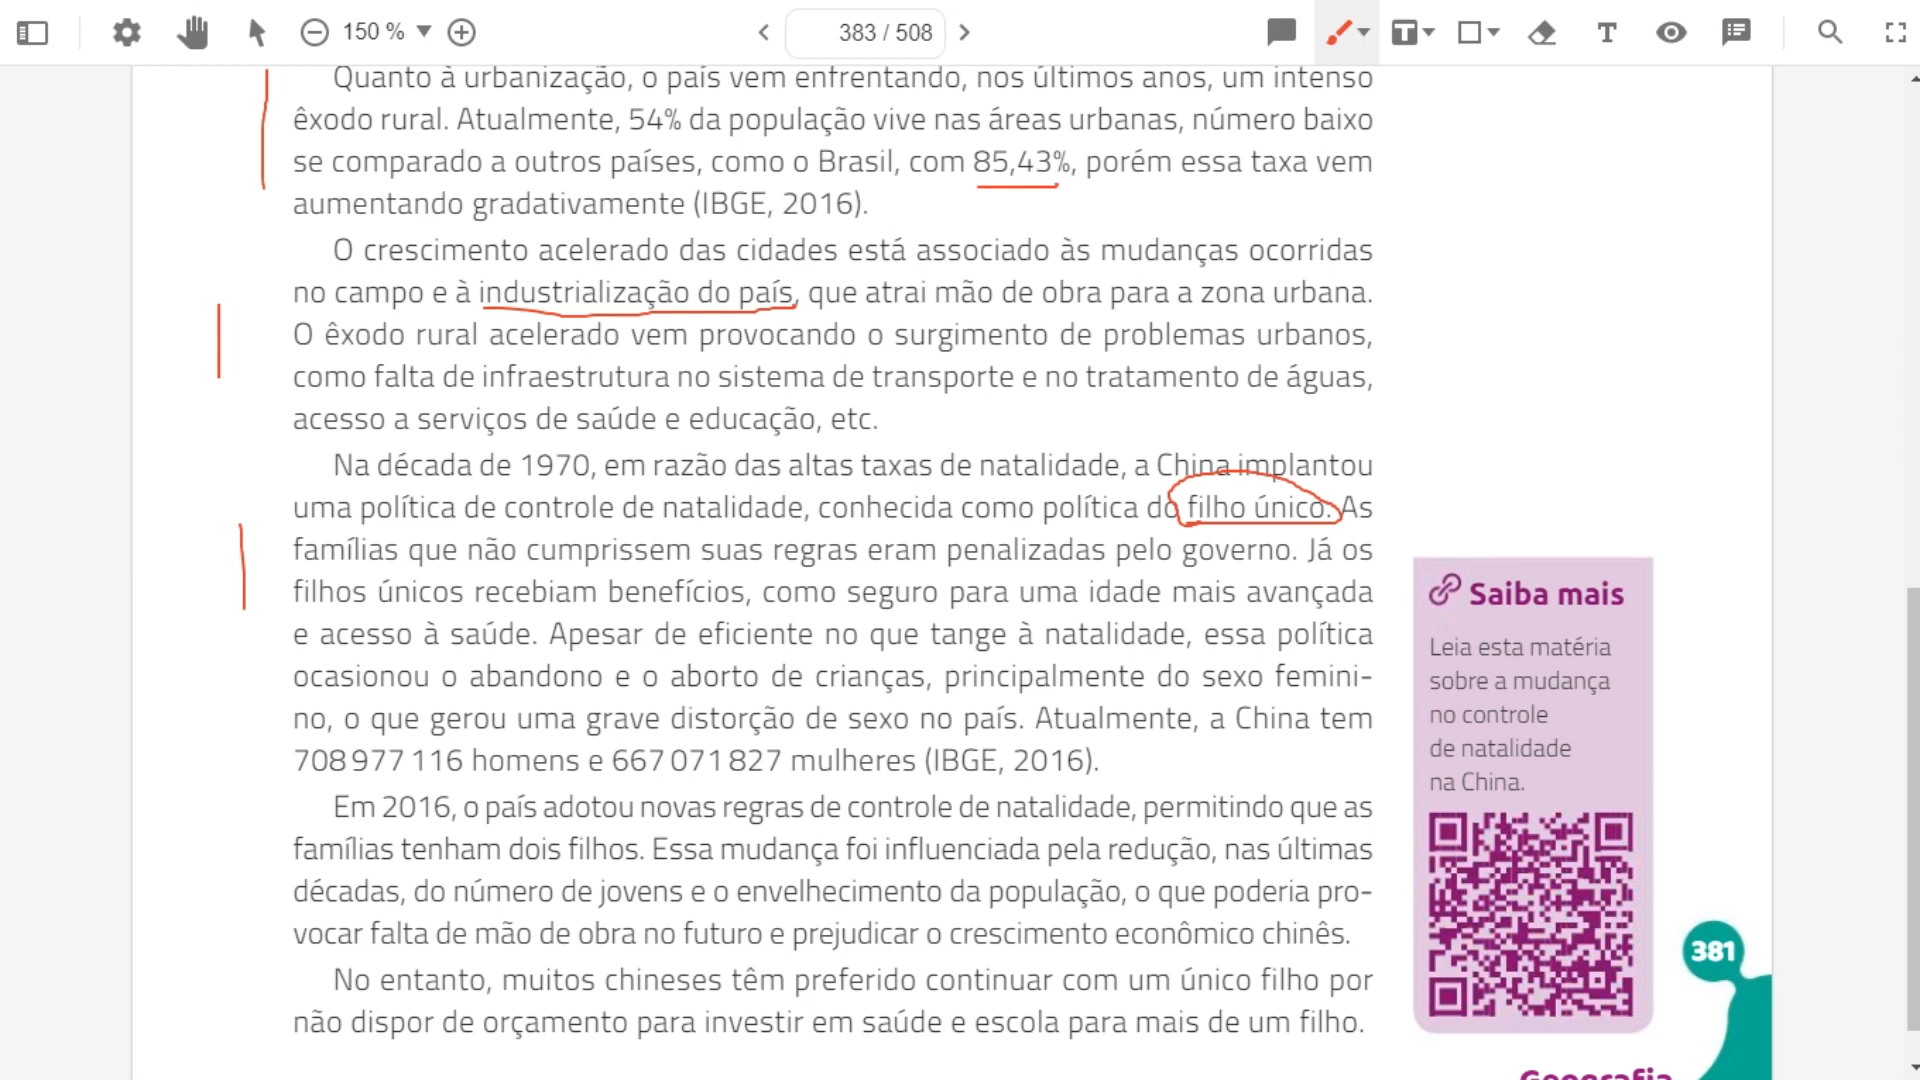 150 %
383 / 508
Quanto à urbanização, o país vem enfrentando, nos últimos anos, um intenso
êxodo rural. Atualmente, 54% da população vive nas áreas urbanas, número baixo
se comparado a outros países, como o Brasil, com 85,43%, porém essa taxa vem
aumentando gradativamente (IBGE, 2016).
O crescimento acelerado das cidades está associado às mudanças ocorridas
no campo e à industrialização do país, que atrai mão de obra para a zona urbana.
O êxodo rural acelerado vem provocando o surgimento de problemas urbanos,
como falta de infraestrutura no sistema de transporte e no tratamento de águas,
acesso a serviços de saúde e educação, etc.
Na década de 1970, em razão das altas taxas de natalidade, a China implantou
uma política de controle de natalidade, conhecida como política do filho único. As
famílias que não cumprissem suas regras eram penalizadas pelo governo. Já os
filhos únicos recebiam benefícios, como seguro para uma idade mais avançada
e acesso à saúde. Apesar de eficiente no que tange à natalidade, essa política
ocasionou o abandono e o aborto de crianças, principalmente do sexo femini-
no, o que gerou uma grave distorção de sexo no país. Atualmente, a China tem
708 977 116 homens e 667 071 827 mulheres (IBGE, 2016).
Em 2016, o país adotou novas regras de controle de natalidade, permitindo que as
famílias tenham dois filhos. Essa mudança foi influenciada pela redução, nas últimas
décadas, do número de jovens e o envelhecimento da população, o que poderia pro-
vocar falta de mão de obra no futuro e prejudicar o crescimento econômico chinês.
No entanto, muitos chineses têm preferido continuar com um único filho por
não dispor de orçamento para investir em saúde e escola para mais de um filho.
Saiba mais
Leia esta matéria
sobre a mudança
no controle
de natalidade
na China.
381
Geografia